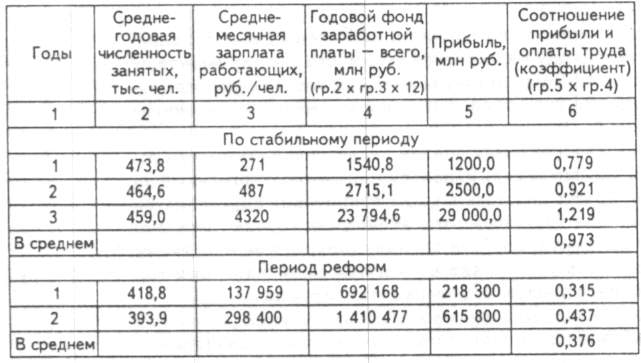 Годы
Средне-
годовая
численность
занятых,
тыс. чел.
Средне-
месячная
зарплата
работающих,
руб./чел.
Годовой фонд
заработной
платы — всего,
млн руб.
(гр.2 х гр.3 х 12)
Прибыль,
млн руб.
Соотношение
прибыли и
оплаты труда
(коэффициент)
(гр.5 х гр.4)
1 2 3 4 5 6
По стабильному периоду
1 473,8 271 1540,8 1200,0 0,779
2 464,6 487 2715,1 2500,0 0,921
3 459,0 4320 23 794,6 29 000,0 1,219
В среднем 0,973
Период реформ
1 418,8 137 959 692 168 218 300 0,315
2 393,9 298 400 1 410 477 615 800 0,437
В среднем 0,376